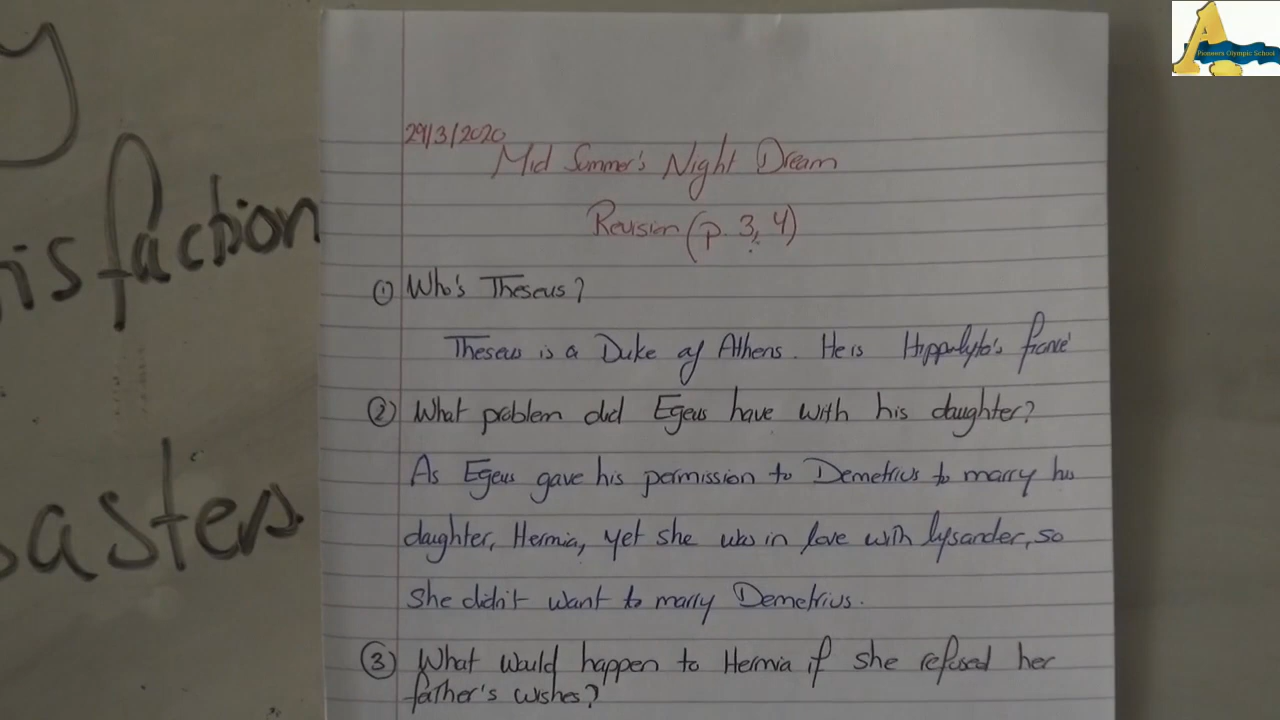 y
isfaction
asters
A.
Pioneers Olympic School
29/3/2020
Mid Summer's Night Dream
Revision (p. 3, 4)
① Who's Theseus?
Theseus is a Duke of Athens. He is Hippolyta's fiancé
② What problem did Egeus have with his daughter?
As Egeus gave his permission to Demetrius to marry his
daughter, Hermia, yet she was in love with lysander, so
she didn't want to marry Demetrius.
③ What would happen to Hermia if she refused her
father's wishes?